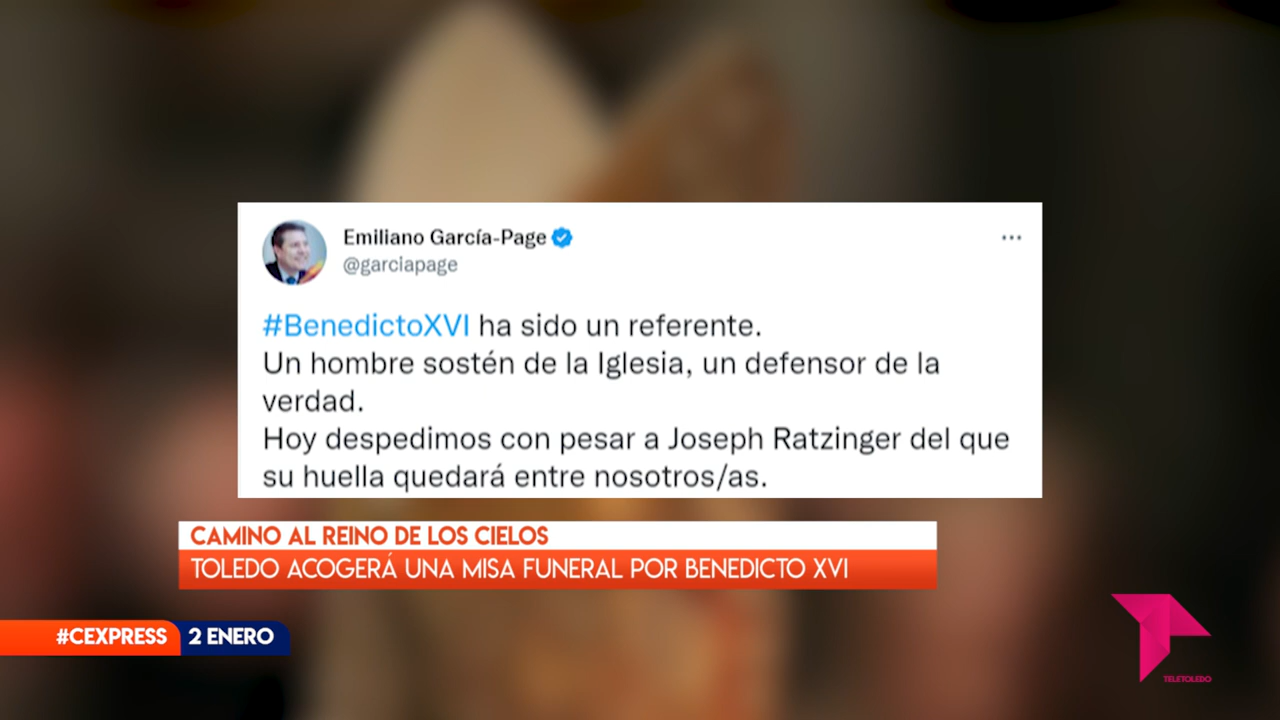 Emiliano García-Page
@garciapage
#BenedictoXVI ha sido un referente.
Un hombre sostén de la Iglesia, un defensor de la
verdad.
Hoy despedimos con pesar a Joseph Ratzinger del que
su huella quedará entre nosotros/as.
CAMINO AL REINO DE LOS CIELOS
TOLEDO ACOGERÁ UNA MISA FUNERAL POR BENEDICTO XVI
#CEXPRESS 2 ENERO
TELETOLEDO